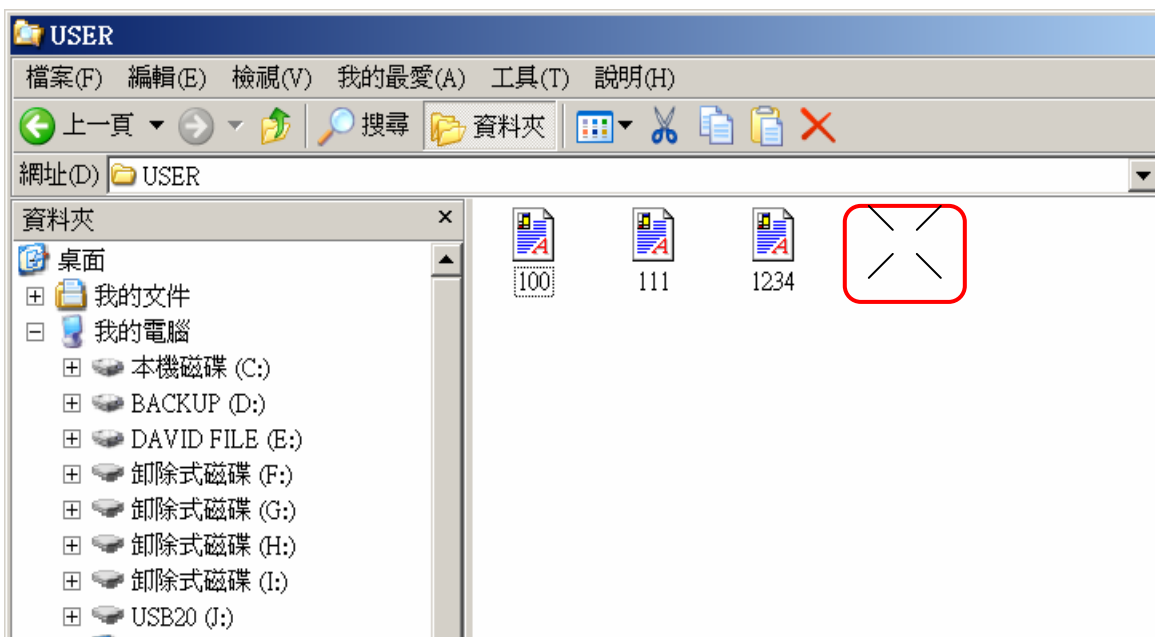 USER
檔案(F) 編輯(E) 檢視(V) 我的最愛(A) 工具(T) 說明(H)
上一頁 搜尋 資料夾
網址(D) USER
資料夾
桌面
我的文件
我的電腦
本機磁碟 (C:)
BACKUP (D:)
DAVID FILE (E:)
卸除式磁碟 (F:)
卸除式磁碟 (G:)
卸除式磁碟 (H:)
卸除式磁碟 (I:)
USB20 (J:)
100 111 1234